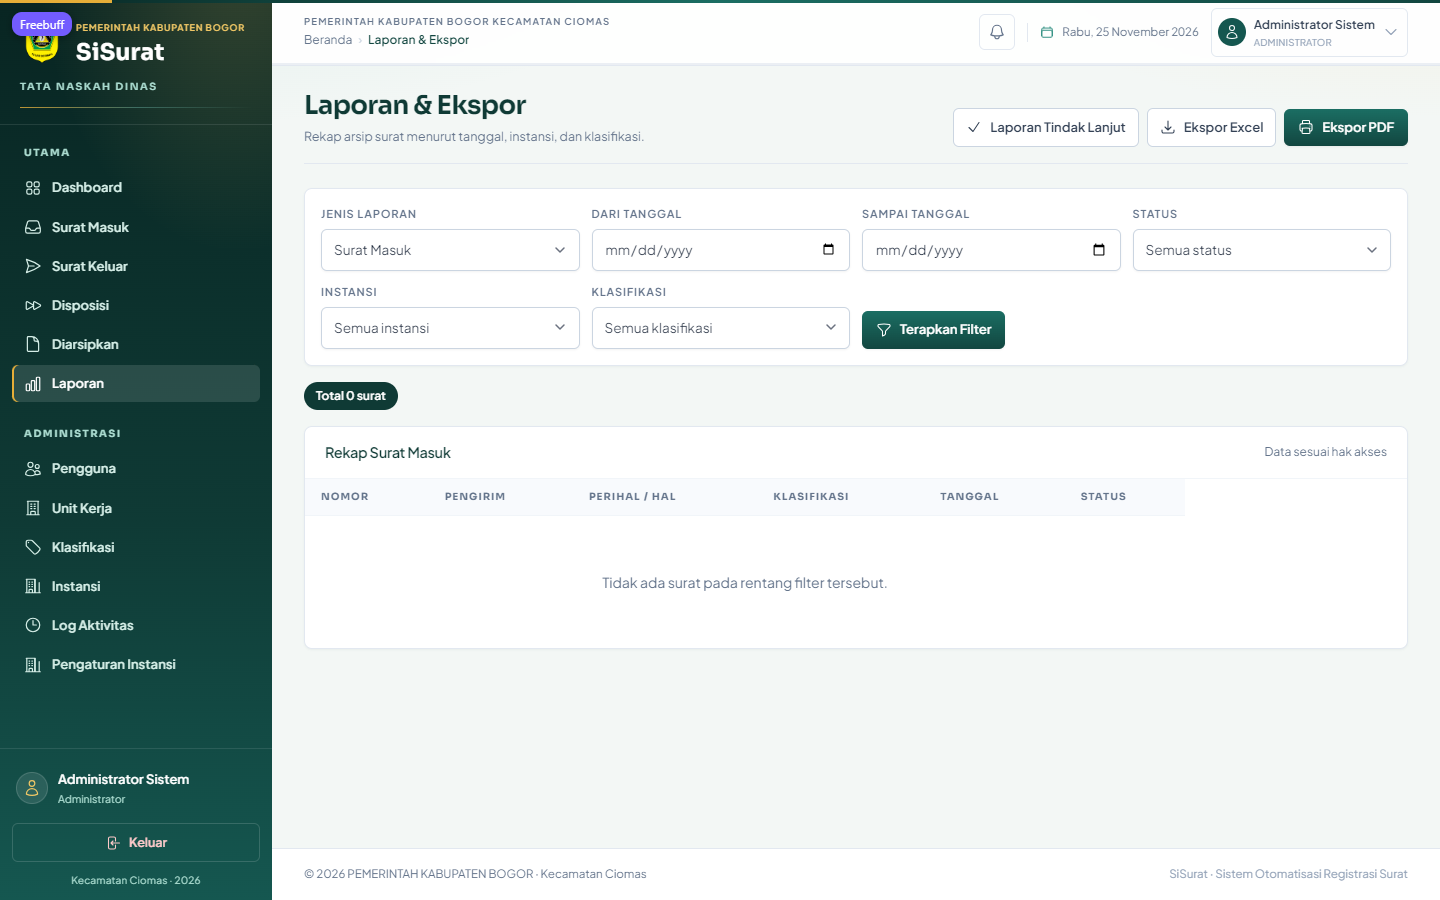 Freebuff
PEMERINTAH KABUPATEN BOGOR
SiSurat
TATA NASKAH DINAS
UTAMA
Dashboard
Surat Masuk
Surat Keluar
Disposisi
Diarsipkan
Laporan
ADMINISTRASI
Pengguna
Unit Kerja
Klasifikasi
Instansi
Log Aktivitas
Pengaturan Instansi
Administrator Sistem
Administrator
Keluar
Kecamatan Ciomas · 2026
PEMERINTAH KABUPATEN BOGOR KECAMATAN CIOMAS
Beranda › Laporan & Ekspor
Rabu, 25 November 2026
Administrator Sistem
ADMINISTRATOR
Laporan & Ekspor
Rekap arsip surat menurut tanggal, instansi, dan klasifikasi.
Laporan Tindak Lanjut
Ekspor Excel
Ekspor PDF
JENIS LAPORAN
Surat Masuk
DARI TANGGAL
mm/dd/yyyy
SAMPAI TANGGAL
mm/dd/yyyy
STATUS
Semua status
INSTANSI
Semua instansi
KLASIFIKASI
Semua klasifikasi
Terapkan Filter
Total 0 surat
Rekap Surat Masuk
Data sesuai hak akses
NOMOR PENGIRIM PERIHAL / HAL KLASIFIKASI TANGGAL STATUS
Tidak ada surat pada rentang filter tersebut.
© 2026 PEMERINTAH KABUPATEN BOGOR · Kecamatan Ciomas
SiSurat · Sistem Otomatisasi Registrasi Surat